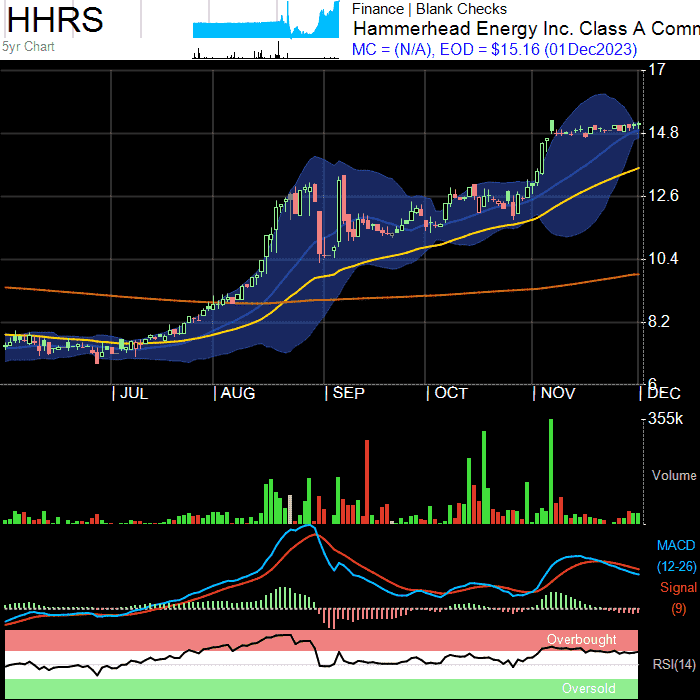 HHRS
5yr Chart
Finance | Blank Checks
Hammerhead Energy Inc. Class A Comm
MC = (N/A), EOD = $15.16 (01Dec2023)
17
14.8
12.6
10.4
8.2
6
| JUL | AUG | SEP | OCT | NOV | DEC
355k
Volume
MACD
(12-26)
Signal
(9)
Overbought
RSI(14)
Oversold